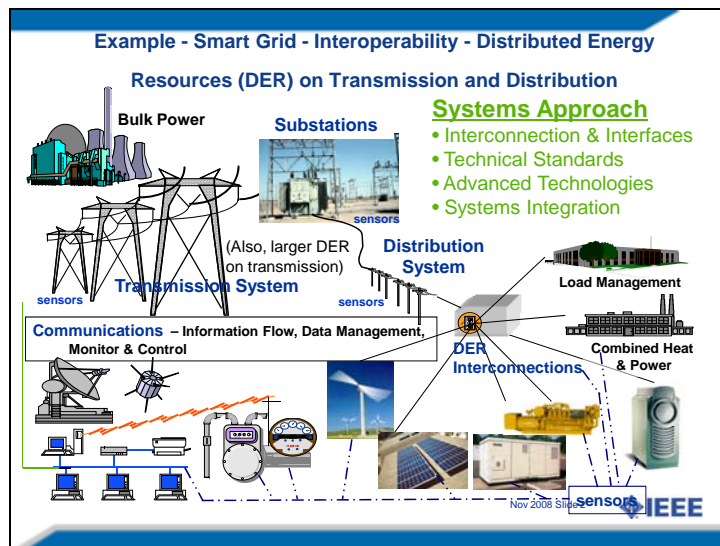 Example - Smart Grid - Interoperability - Distributed Energy
Resources (DER) on Transmission and Distribution
Bulk Power
Substations
Systems Approach
• Interconnection & Interfaces
• Technical Standards
• Advanced Technologies
• Systems Integration
sensors
(Also, larger DER
on transmission)
Distribution
System
Transmission System
sensors
sensors
Load Management
Communications – Information Flow, Data Management,
Monitor & Control
DER
Interconnections
Combined Heat
& Power
sensors
Nov 2008 Slide 2
IEEE